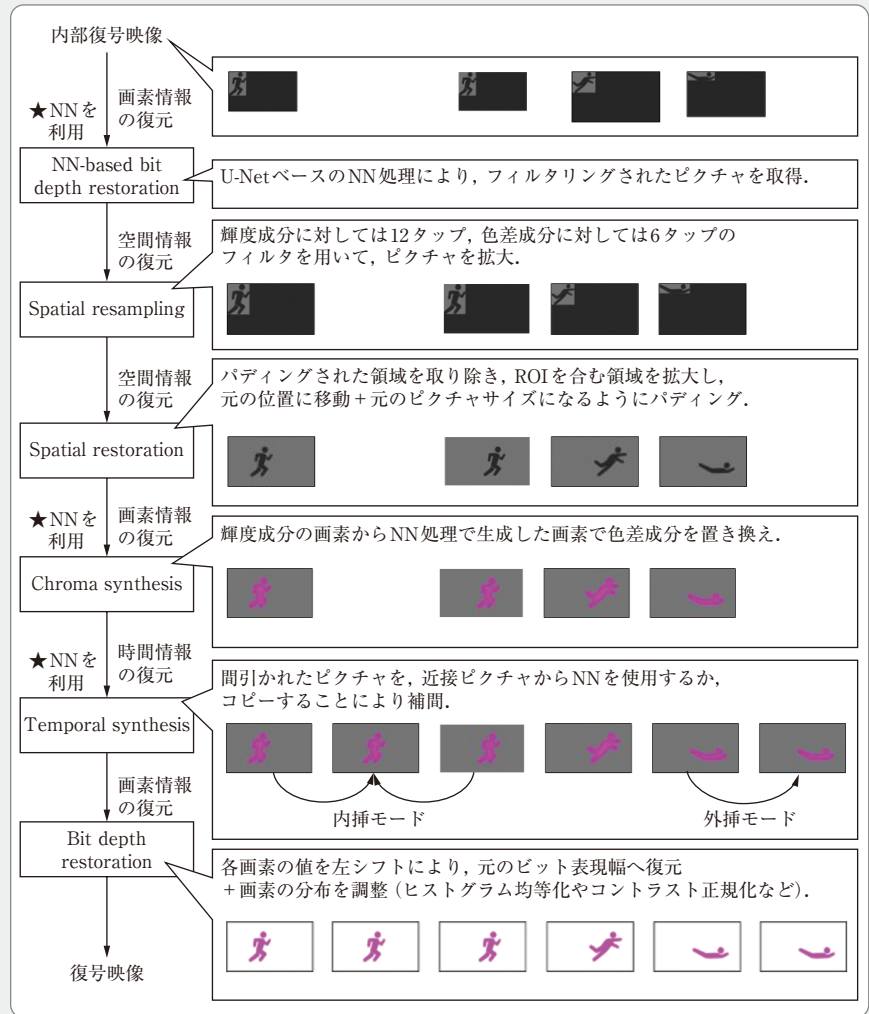 内部復号映像
★NNを
利用
画素情報
の復元
NN-based bit
depth restoration
U-NetベースのNN処理により，フィルタリングされたピクチャを取得．
空間情報
の復元
輝度成分に対しては12タップ，色差成分に対しては6タップの
フィルタを用いて，ピクチャを拡大．
Spatial resampling
空間情報
の復元
パディングされた領域を取り除き，ROIを合む領域を拡大し，
元の位置に移動＋元のピクチャサイズになるようにパディング．
Spatial restoration
★NNを
利用
画素情報
の復元
輝度成分の画素からNN処理で生成した画素で色差成分を置き換え．
Chroma synthesis
★NNを
利用
時間情報
の復元
間引かれたピクチャを，近接ピクチャからNNを使用するか，
コピーすることにより補間．
Temporal synthesis
内挿モード
外挿モード
画素情報
の復元
Bit depth
restoration
各画素の値を左シフトにより，元のビット表現幅へ復元
＋画素の分布を調整（ヒストグラム均等化やコントラスト正規化など）．
復号映像